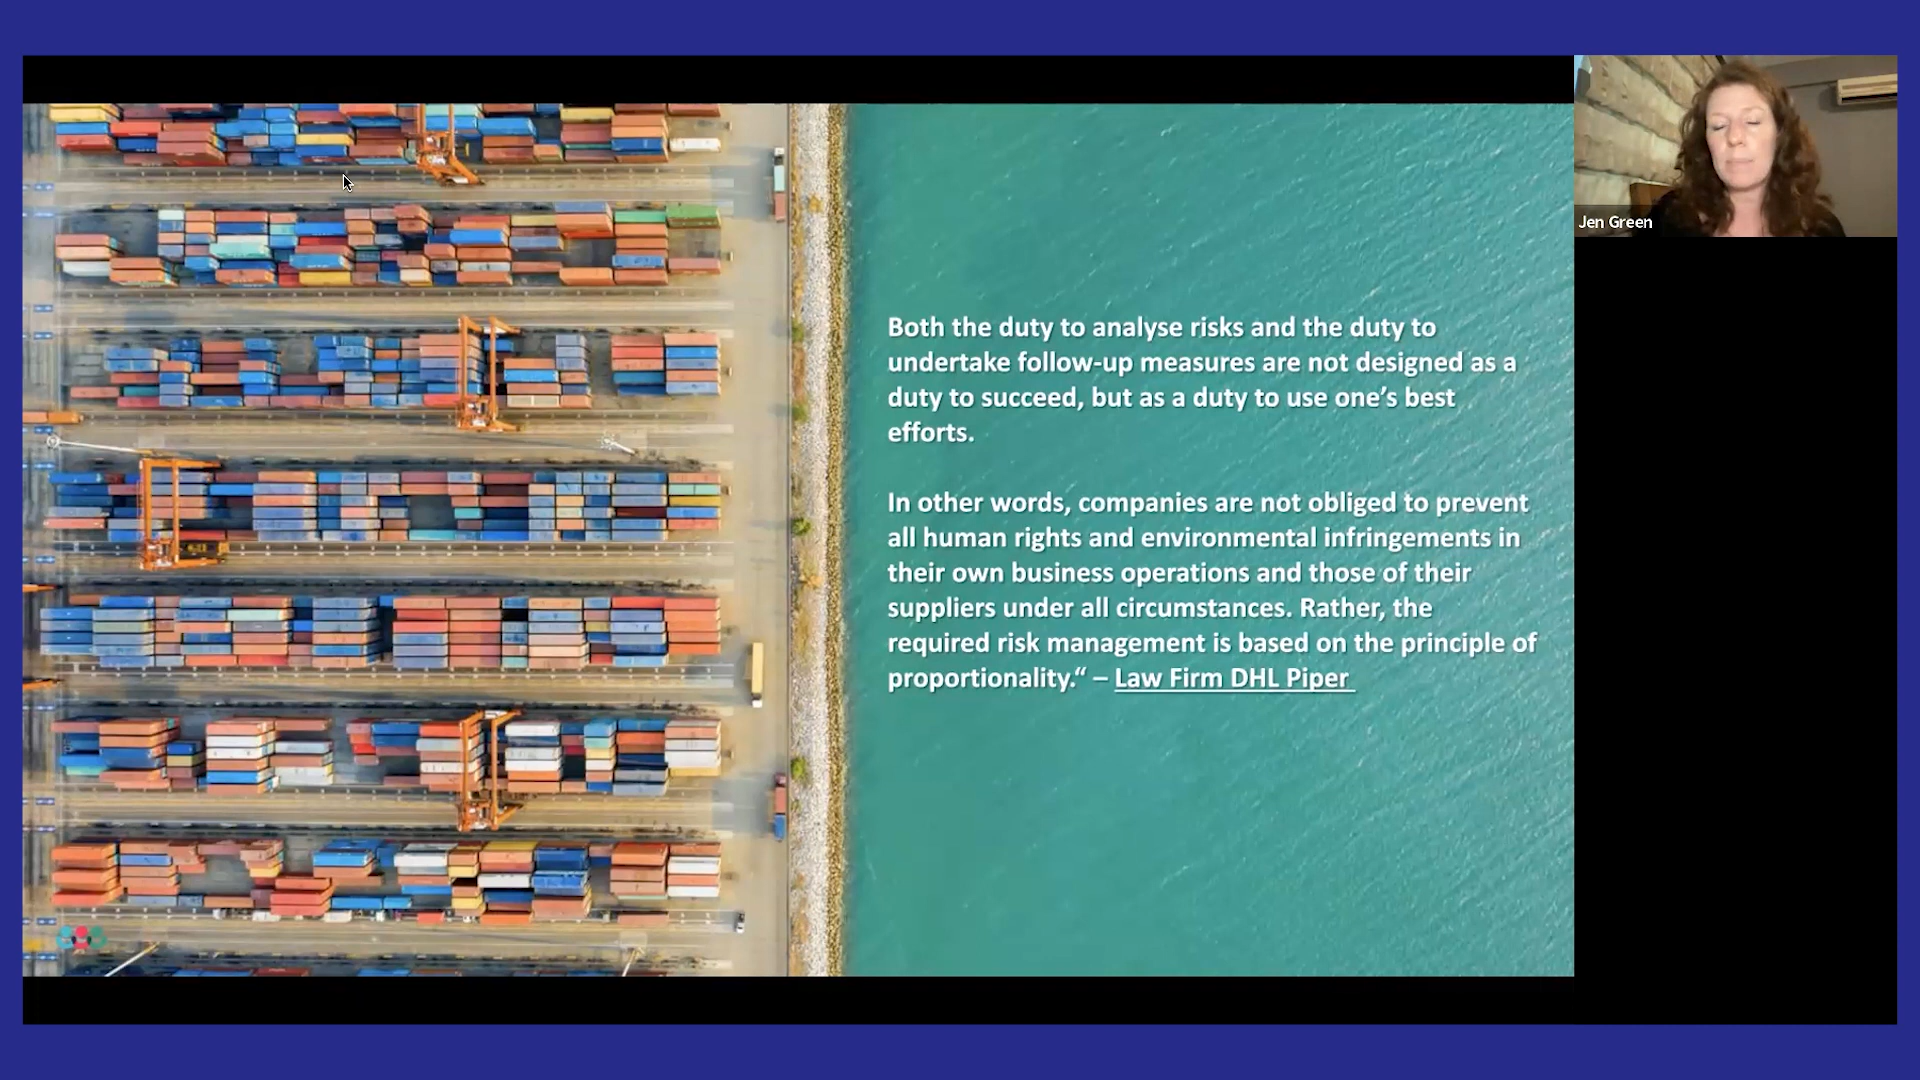 Both the duty to analyse risks and the duty to
undertake follow-up measures are not designed as a
duty to succeed, but as a duty to use one’s best
efforts.
In other words, companies are not obliged to prevent
all human rights and environmental infringements in
their own business operations and those of their
suppliers under all circumstances. Rather, the
required risk management is based on the principle of
proportionality.“ – Law Firm DHL Piper
Jen Green